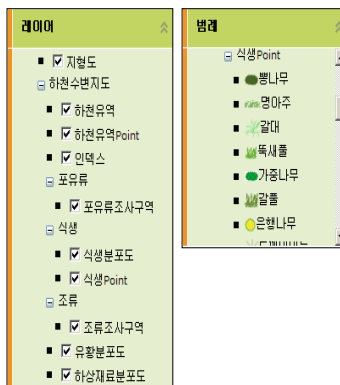 레이어
지형도
하천수변지도
하천유역
하천유역Point
인덱스
포유류
포유류조사구역
식생
식생분포도
식생Point
조류
조류조사구역
유황분포도
하상재료분포도
범례
식생Point
뽕나무
명아주
갈대
뚝새풀
가중나무
갈풀
은행나무